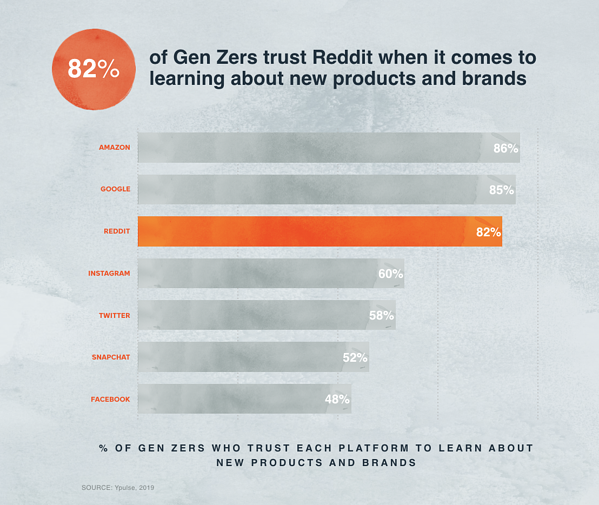 82%
of Gen Zers trust Reddit when it comes to
learning about new products and brands
AMAZON 86%
GOOGLE 85%
REDDIT 82%
INSTAGRAM 60%
TWITTER 58%
SNAPCHAT 52%
FACEBOOK 48%
% OF GEN ZERS WHO TRUST EACH PLATFORM TO LEARN ABOUT
NEW PRODUCTS AND BRANDS
SOURCE: Ypulse, 2019